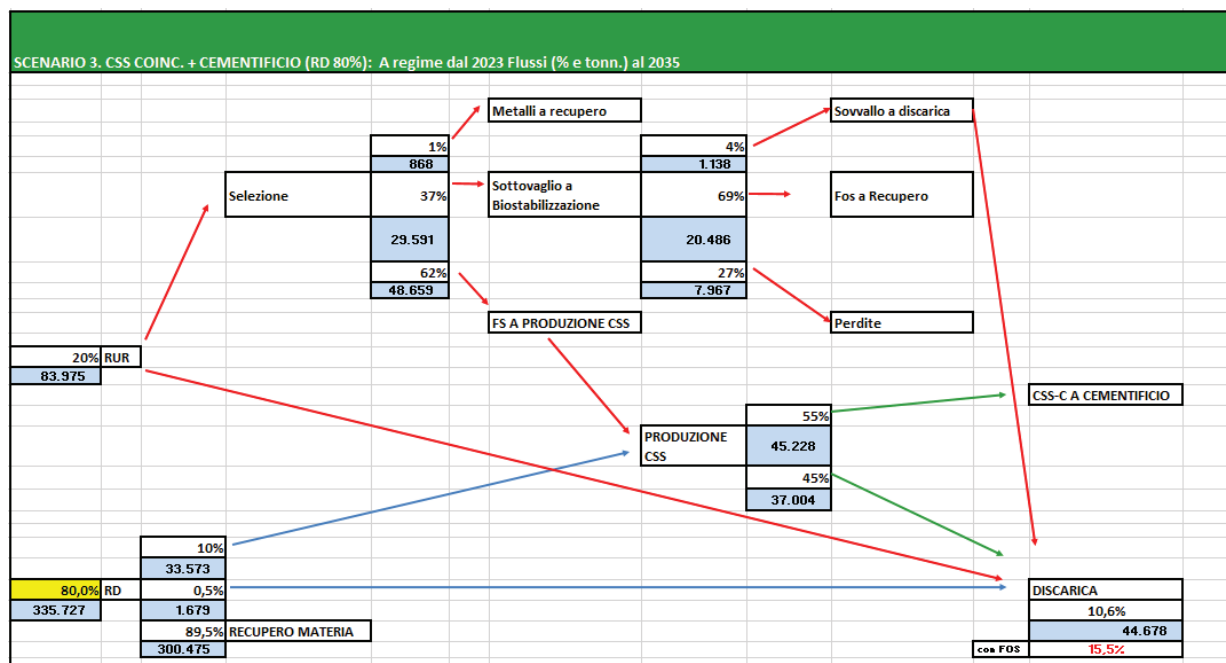 SCENARIO 3. CSS COINC. + CEMENTIFICIO (RD 80%): A regime dal 2023 Flussi (% e tonn.) al 2035
Metalli a recupero
Sovvallo a discarica
1%
4%
868
1.138
Selezione
37%
Sottovaglio a
Biostabilizzazione
69%
Fos a Recupero
29.591
20.486
62%
27%
48.659
7.967
FS A PRODUZIONE CSS
Perdite
20% RUR
83.975
CSS-C A CEMENTIFICIO
55%
PRODUZIONE
CSS
45.228
45%
37.004
10%
33.573
80,0% RD
0,5%
DISCARICA
335.727
1.679
10,6%
89,5% RECUPERO MATERIA
44.678
300.475
con FOS
15,5%